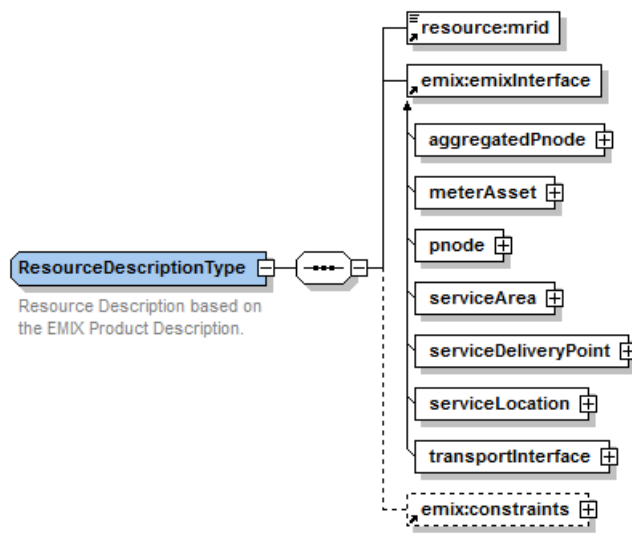 resource:mrid
emix:emixInterface
aggregatedPnode
meterAsset
pnode
ResourceDescriptionType
serviceArea
Resource Description based on
the EMIX Product Description.
serviceDeliveryPoint
serviceLocation
transportInterface
emix:constraints